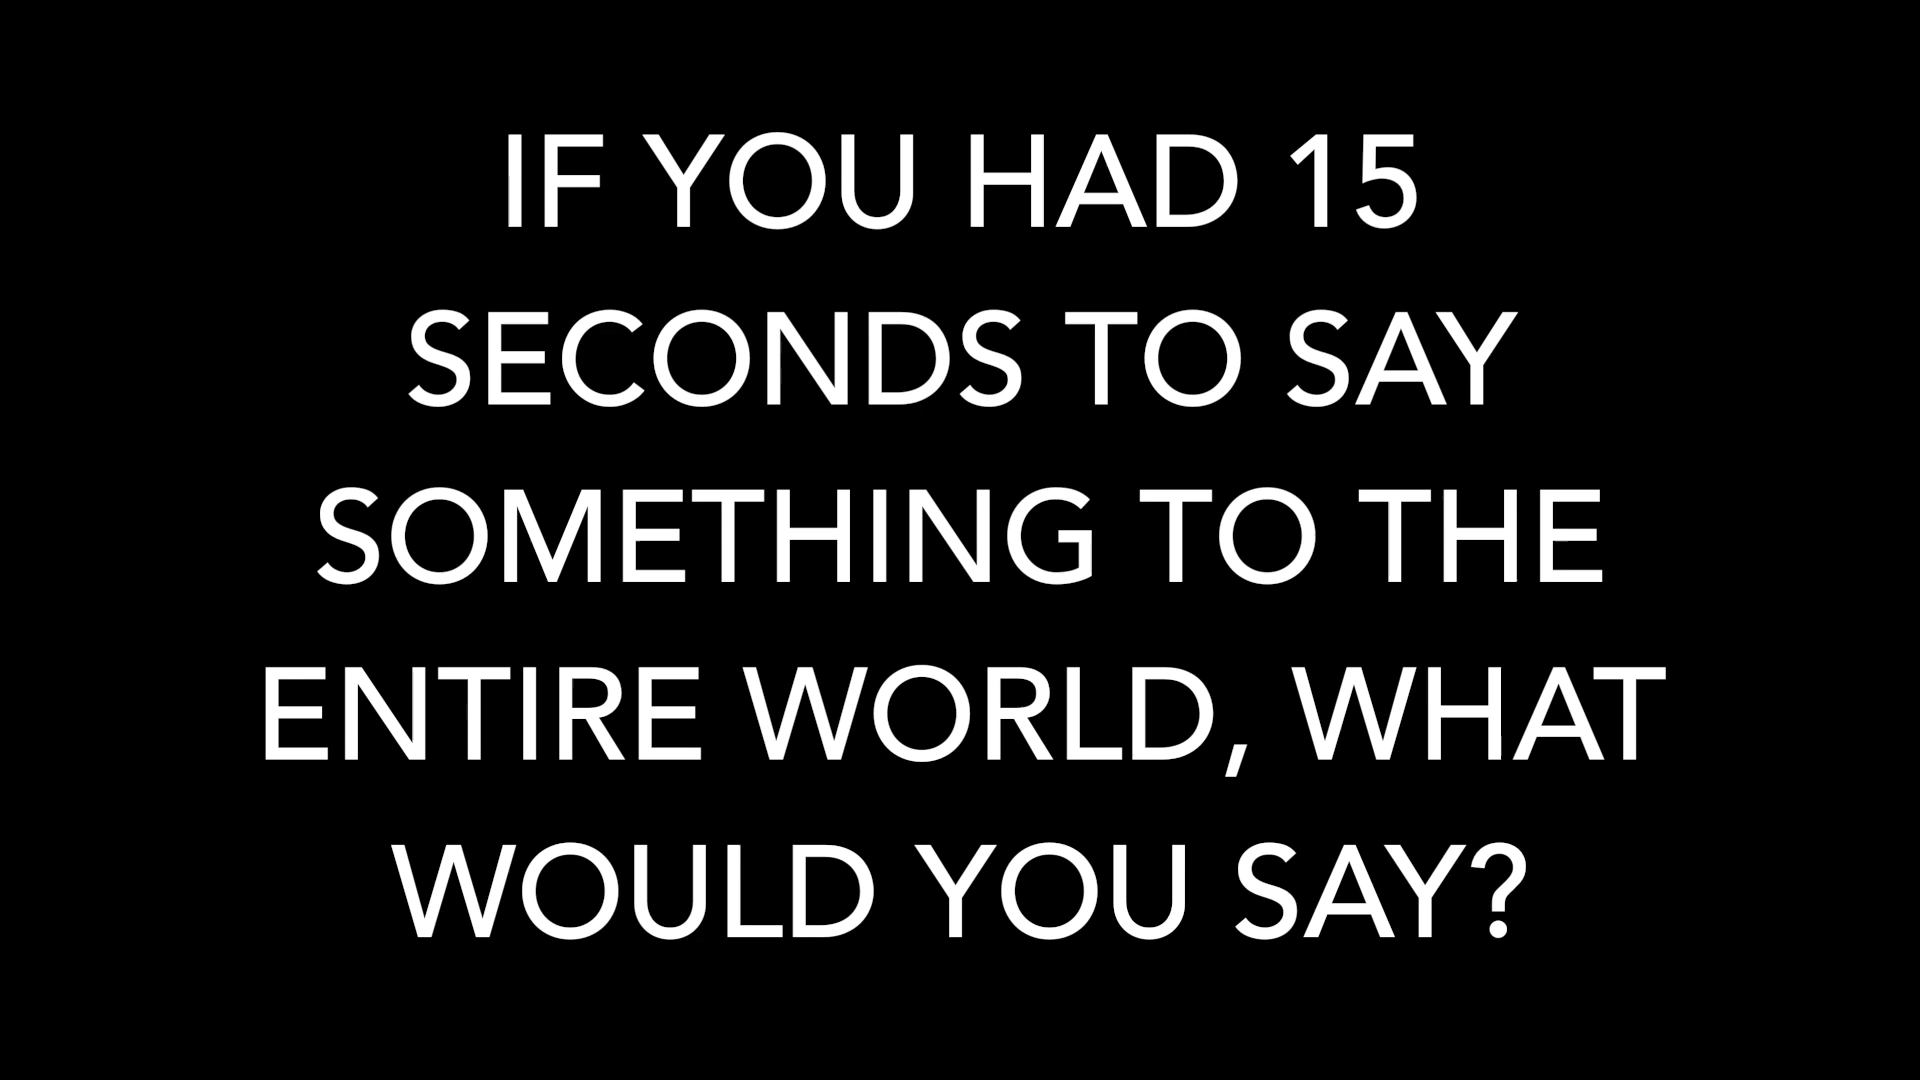 IF YOU HAD 15
SECONDS TO SAY
SOMETHING TO THE
ENTIRE WORLD, WHAT
WOULD YOU SAY?